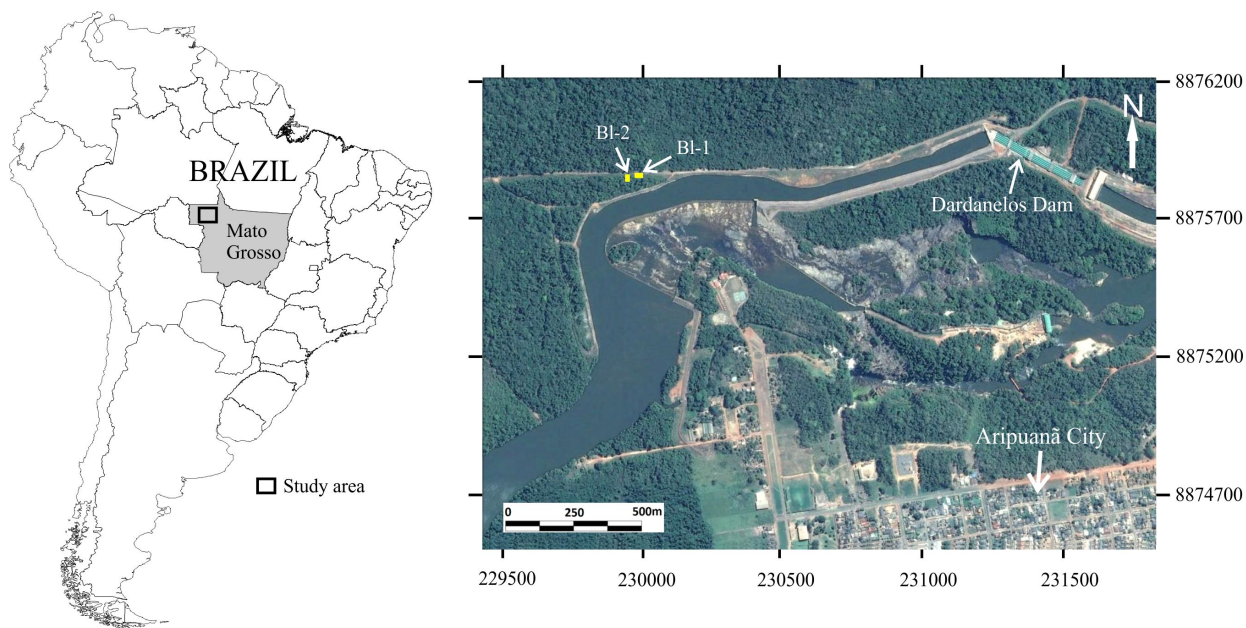 BRAZIL
Mato
Grosso
Study area
8876200
N
Bl-2
Bl-1
Dardanelos Dam
8875700
8875200
Aripuanã City
8874700
0 250 500m
229500 230000 230500 231000 231500